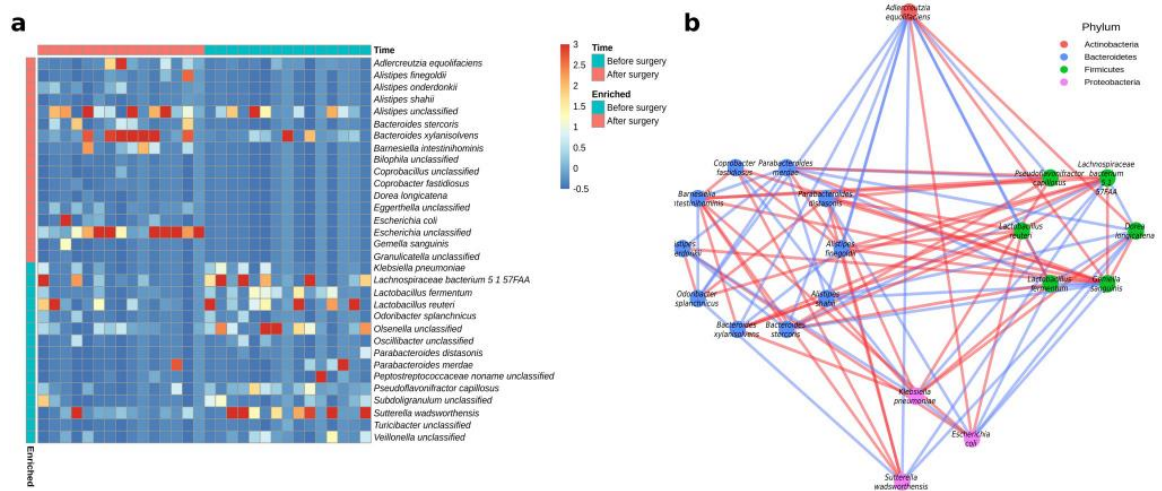 a
Time
Adlercreutzia equolifaciens
Alistipes finegoldii
Alistipes onderdonkii
Alistipes shahii
Alistipes unclassified
Bacteroides stercoris
Bacteroides xylanisolvens
Barnesiella intestinihominis
Bilophila unclassified
Coprobacillus unclassified
Coprobacter fastidiosus
Dorea longicatena
Eggerthella unclassified
Escherichia coli
Escherichia unclassified
Gemella sanguinis
Granulicatella unclassified
Klebsiella pneumoniae
Lachnospiraceae bacterium 5 1 57FAA
Lactobacillus fermentum
Lactobacillus reuteri
Odoribacter splanchnicus
Olsenella unclassified
Oscillibacter unclassified
Parabacteroides distasonis
Parabacteroides merdae
Peptostreptococcaceae noname unclassified
Pseudoflavonifractor capillosus
Subdoligranulum unclassified
Sutterella wadsworthensis
Turicibacter unclassified
Veillonella unclassified
Enriched
3
2.5
2
1.5
1
0.5
0
-0.5
Time
Before surgery
After surgery
Enriched
Before surgery
After surgery
b
Adlercreutzia
equolifaciens
Phylum
Actinobacteria
Bacteroidetes
Firmicutes
Proteobacteria
Coprobacter
fastidiosus
Parabacteroides
merdae
Pseudoflavonifractor
capillosus
Lachnospiraceae
bacterium
5 1
57FAA
Barnesiella
ntestinihominis
Parabacteroides
distasonis
Lactobacillus
reuteri
Dorea
longicatena
istipes
erdonkii
Alistipes
finegoldii
Odoribacter
splanchnicus
Alistipes
shahii
Lactobacillus
fermentum
Gemella
sanguinis
Bacteroides
xylanisolvens
Bacteroides
stercoris
Klebsiella
pneumoniae
Escherichia
coli
Sutterella
wadsworthensis